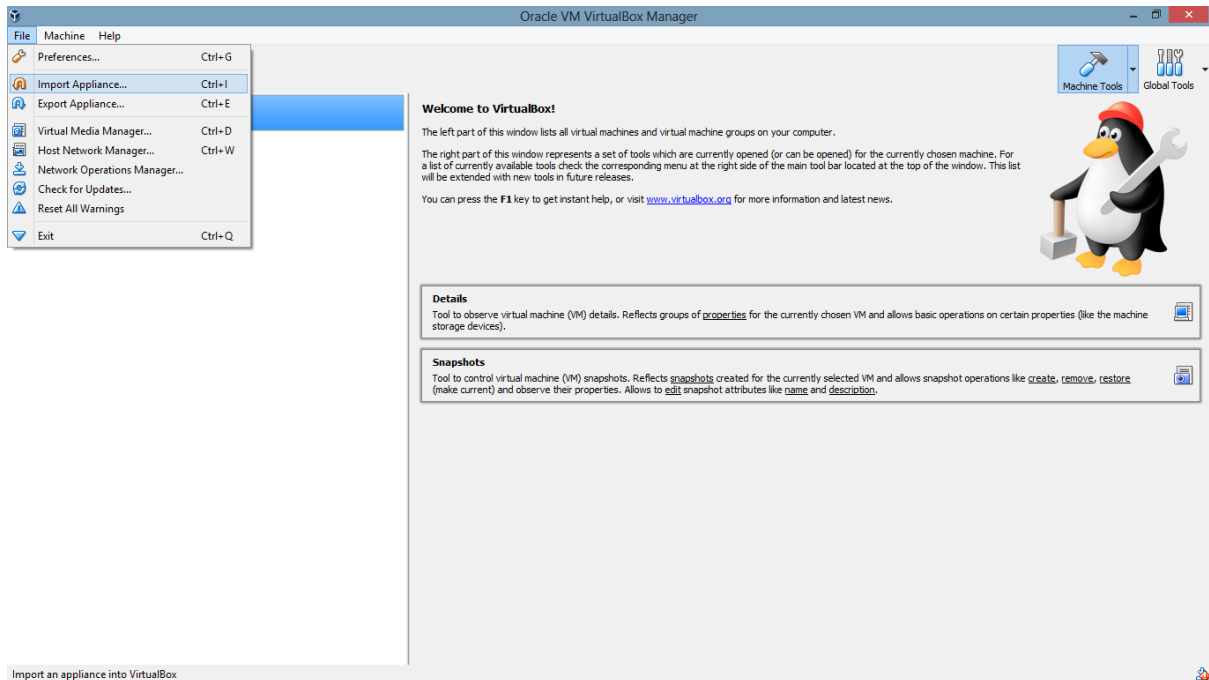 Oracle VM VirtualBox Manager
File Machine Help
Preferences... Ctrl+G
Import Appliance... Ctrl+I
Export Appliance... Ctrl+E
Virtual Media Manager... Ctrl+D
Host Network Manager... Ctrl+W
Network Operations Manager...
Check for Updates...
Reset All Warnings
Exit Ctrl+Q
Machine Tools
Global Tools
Welcome to VirtualBox!
The left part of this window lists all virtual machines and virtual machine groups on your computer.
The right part of this window represents a set of tools which are currently opened (or can be opened) for the currently chosen machine. For
a list of currently available tools check the corresponding menu at the right side of the main tool bar located at the top of the window. This list
will be extended with new tools in future releases.
You can press the F1 key to get instant help, or visit www.virtualbox.org for more information and latest news.
Details
Tool to observe virtual machine (VM) details. Reflects groups of properties for the currently chosen VM and allows basic operations on certain properties (like the machine
storage devices).
Snapshots
Tool to control virtual machine (VM) snapshots. Reflects snapshots created for the currently selected VM and allows snapshot operations like create, remove, restore
(make current) and observe their properties. Allows to edit snapshot attributes like name and description.
Import an appliance into VirtualBox